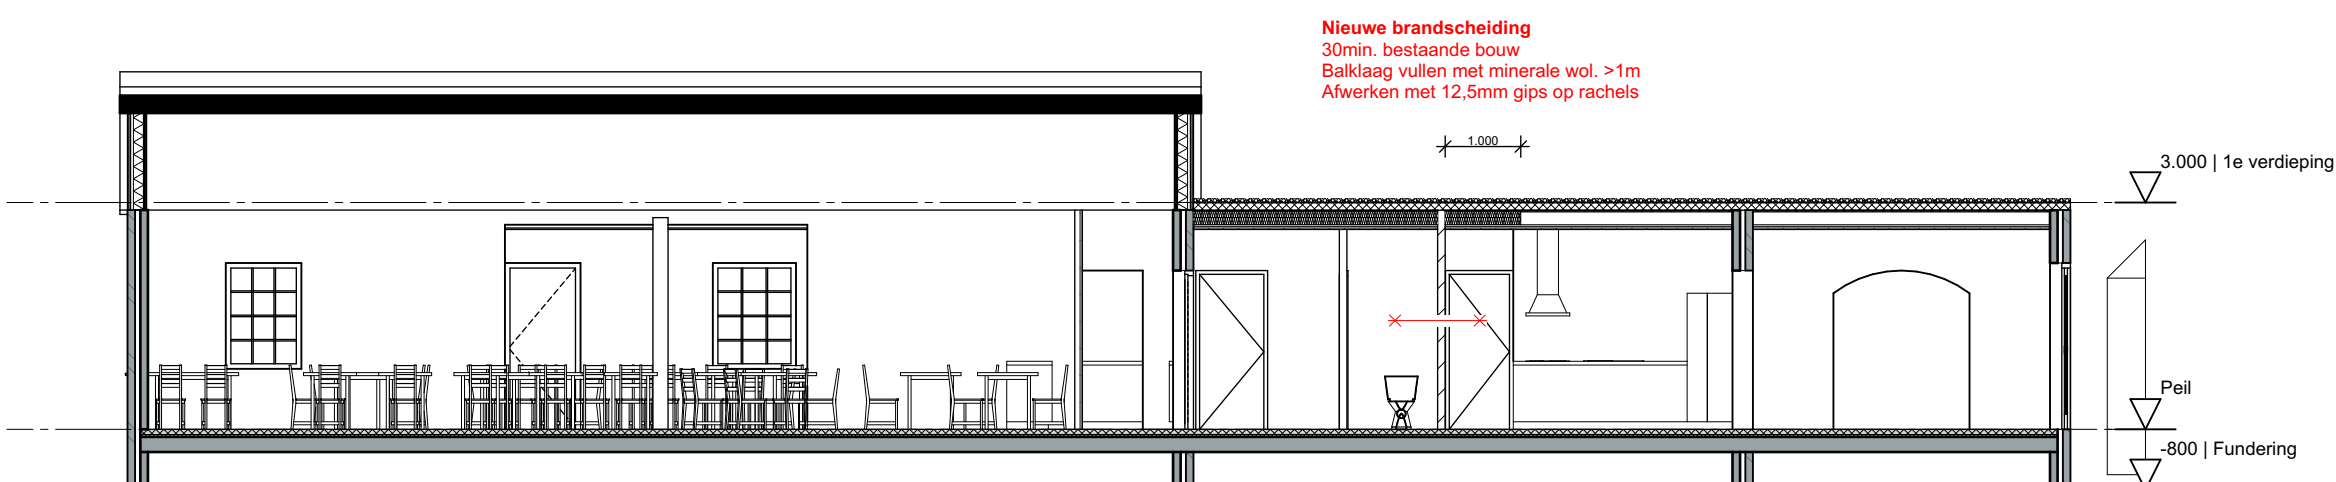 Nieuwe brandscheiding
30min. bestaande bouw
Balklaag vullen met minerale wol. >1m
Afwerken met 12,5mm gips op rachels
1.000
3.000 | 1e verdieping
Peil
-800 | Fundering